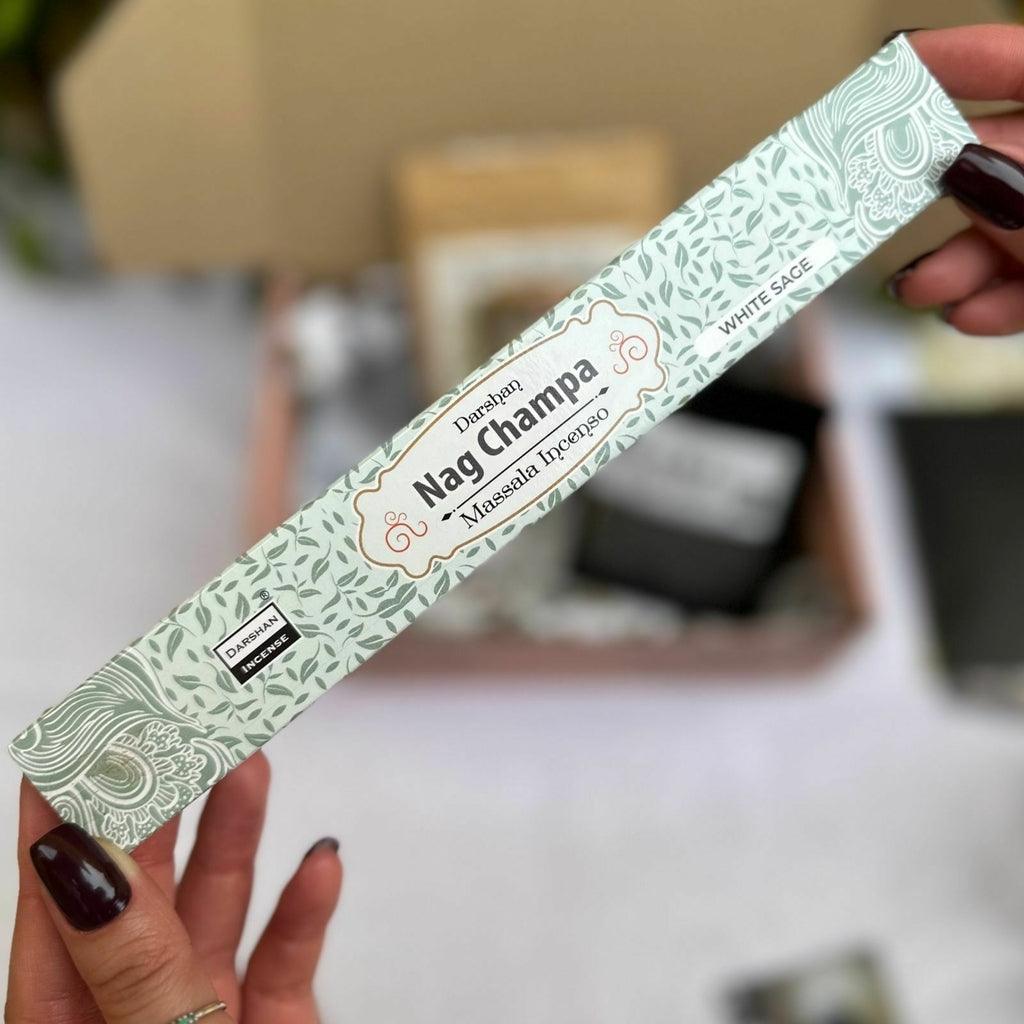 Darshan
Nag Champa
Massala Incenso
WHITE SAGE
®
DARSHAN
INCENSE